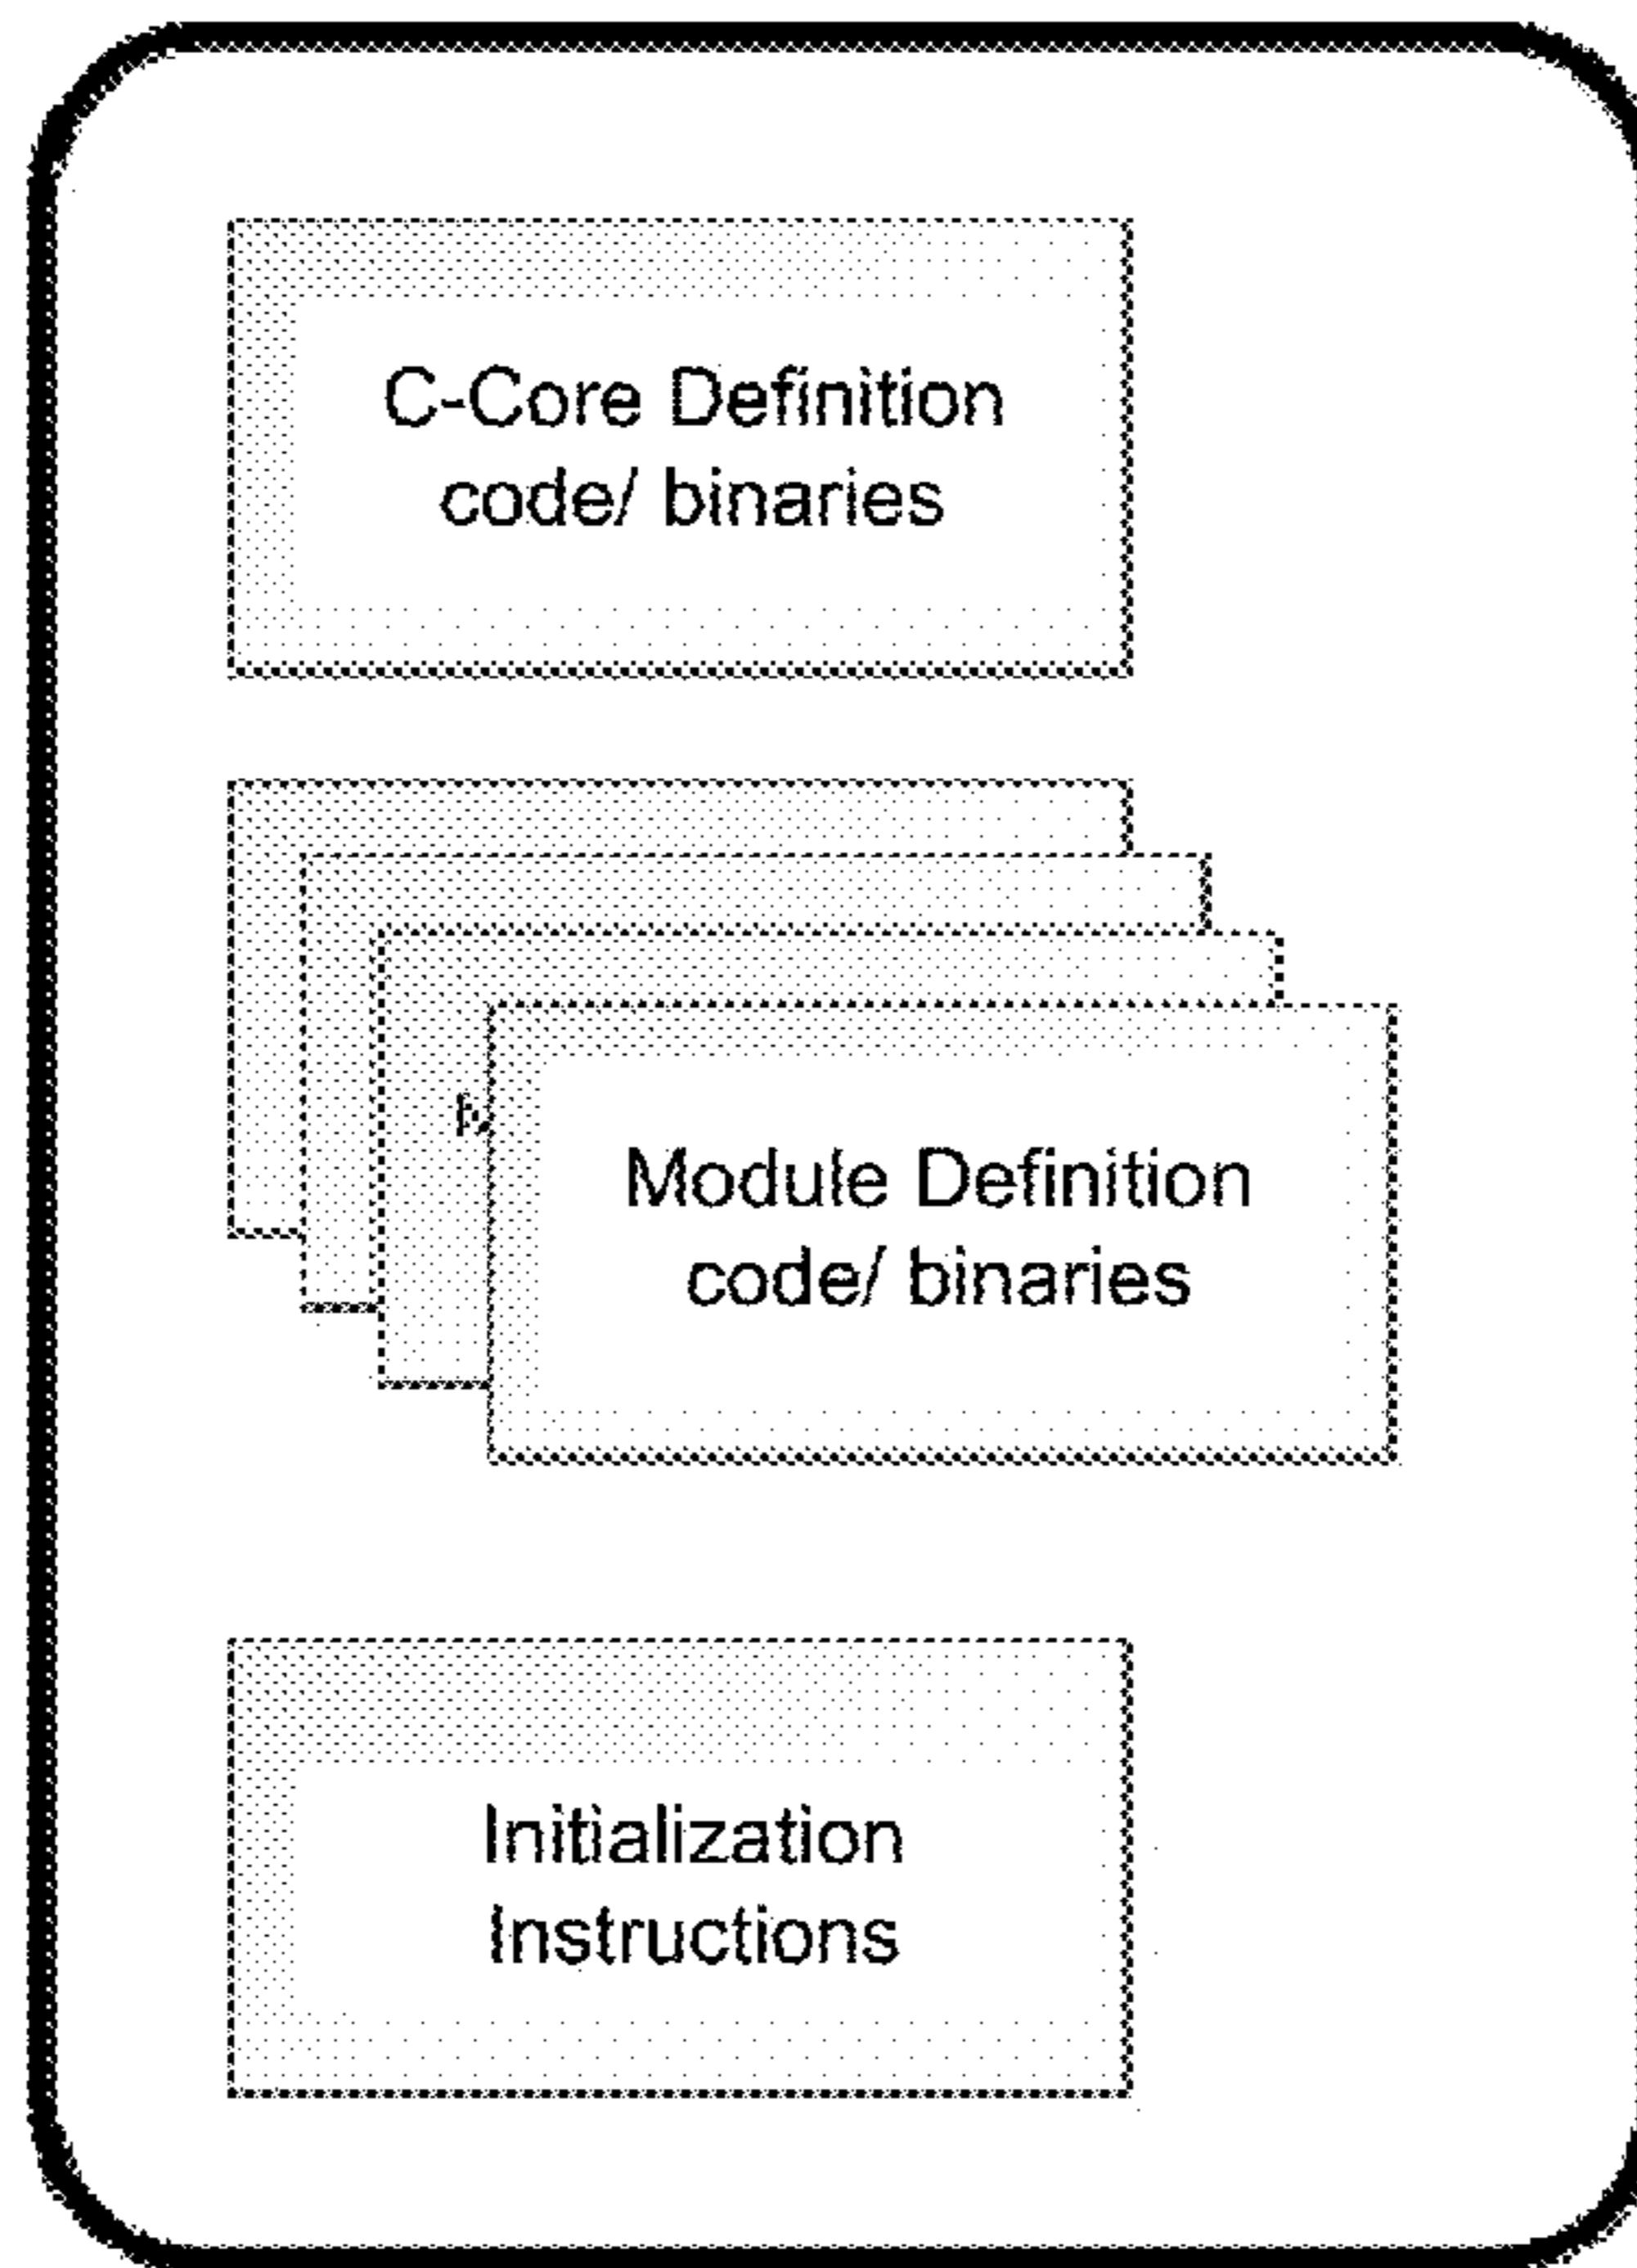 C-Core Definition
code/ binaries
Module Definition
code/ binaries
Initialization
Instructions